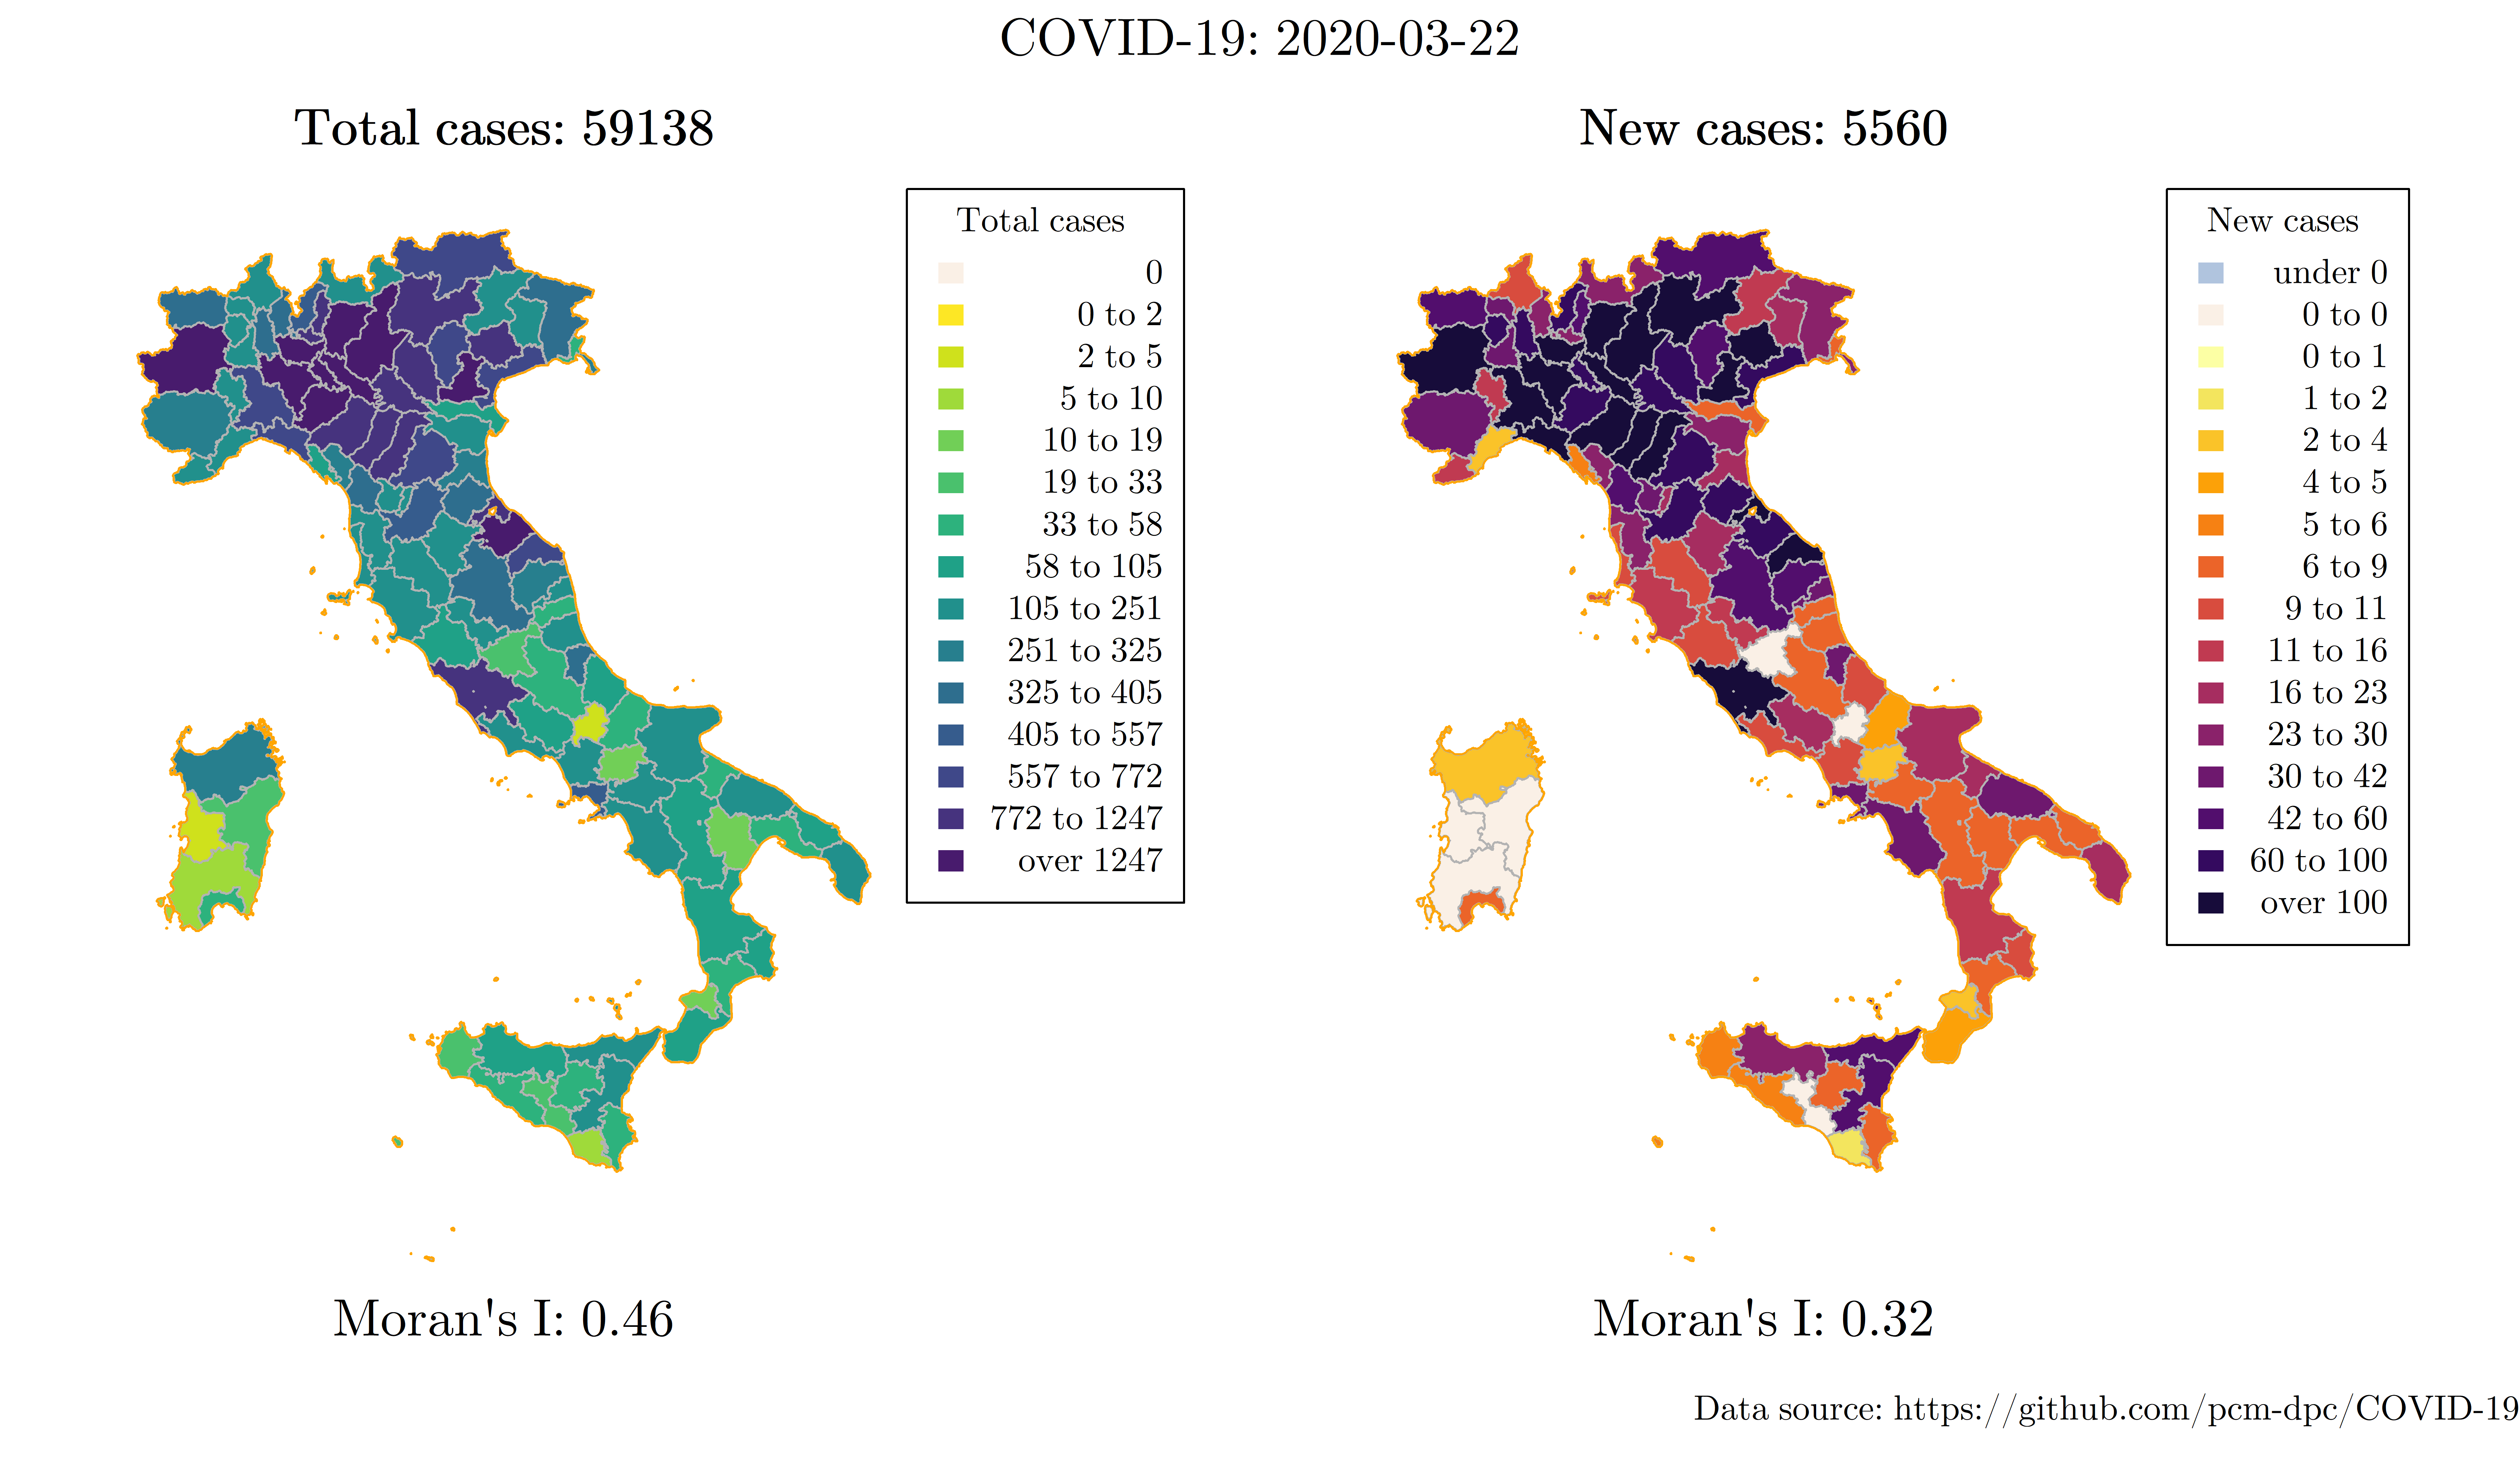 COVID-19: 2020-03-22
Total cases: 59138
Total cases
0
0 to 2
2 to 5
5 to 10
10 to 19
19 to 33
33 to 58
58 to 105
105 to 251
251 to 325
325 to 405
405 to 557
557 to 772
772 to 1247
over 1247
Moran's I: 0.46
New cases: 5560
New cases
under 0
0 to 0
0 to 1
1 to 2
2 to 4
4 to 5
5 to 6
6 to 9
9 to 11
11 to 16
16 to 23
23 to 30
30 to 42
42 to 60
60 to 100
over 100
Moran's I: 0.32
Data source: https://github.com/pcm-dpc/COVID-19